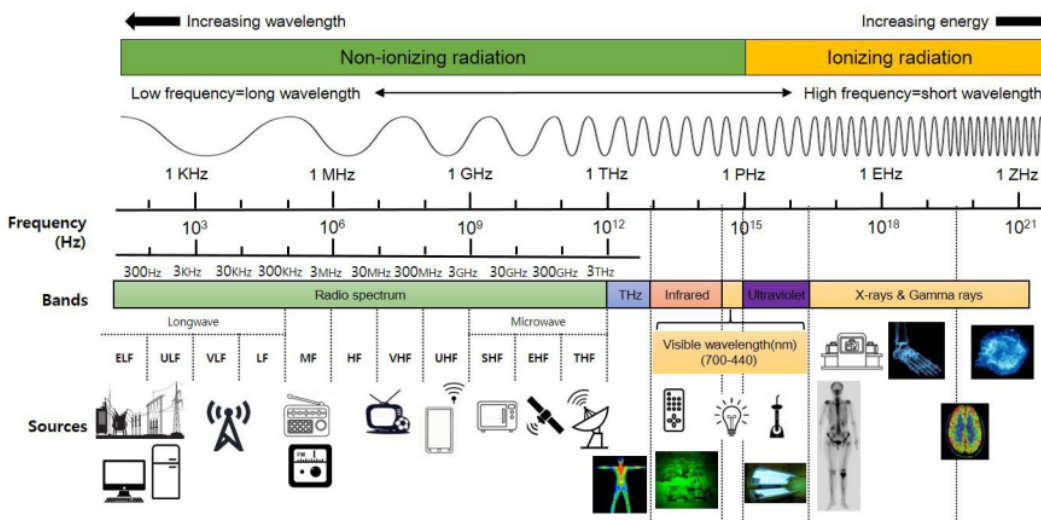 Increasing wavelength
Increasing energy
Non-ionizing radiation
Ionizing radiation
Low frequency=long wavelength
High frequency=short wavelength
1 KHz 1 MHz 1 GHz 1 THz 1 PHz 1 EHz 1 ZHz
Frequency
(Hz)
10³ 10⁶ 10⁹ 10¹² 10¹⁵ 10¹⁸ 10²¹
300Hz 3KHz 30KHz 300KHz 3MHz 30MHz 300MHz 3GHz 30GHz 300GHz 3THz
Bands
Radio spectrum THz Infrared Ultraviolet X-rays & Gamma rays
Longwave Microwave
Visible wavelength(nm)
(700-440)
ELF ULF VLF LF MF HF VHF UHF SHF EHF THF
Sources
FM